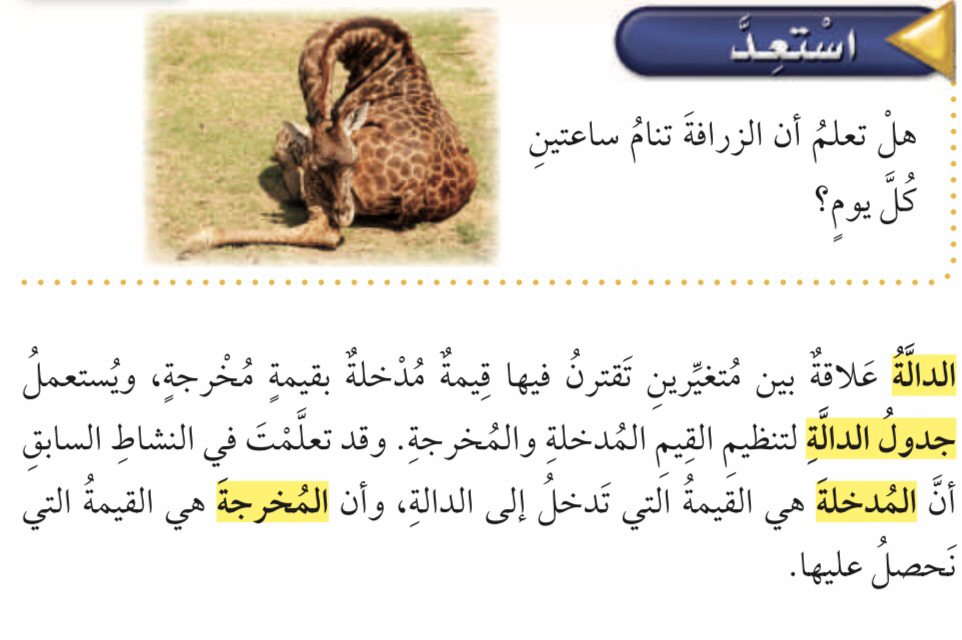 اسْتعِدَّ
هلْ تعلمُ أن الزرافةَ تنامُ ساعتينِ
كُلَّ يومٍ؟
الدالَّةُ عَلاقةٌ بين مُتغيِّرينِ تَقترنُ فيها قِيمةٌ مُدْخلةٌ بقيمةٍ مُخْرجةٍ، ويُستعملُ
جدولُ الدالَّةِ لتنظيمِ القِيمِ المُدخلةِ والمُخرجةِ. وقد تعلَّمْتَ في النشاطِ السابقِ
أنَّ المُدخلةَ هي القيمةُ التي تَدخلُ إلى الدالةِ، وأن المُخرجةَ هي القيمةُ التي
نَحصلُ عليها.